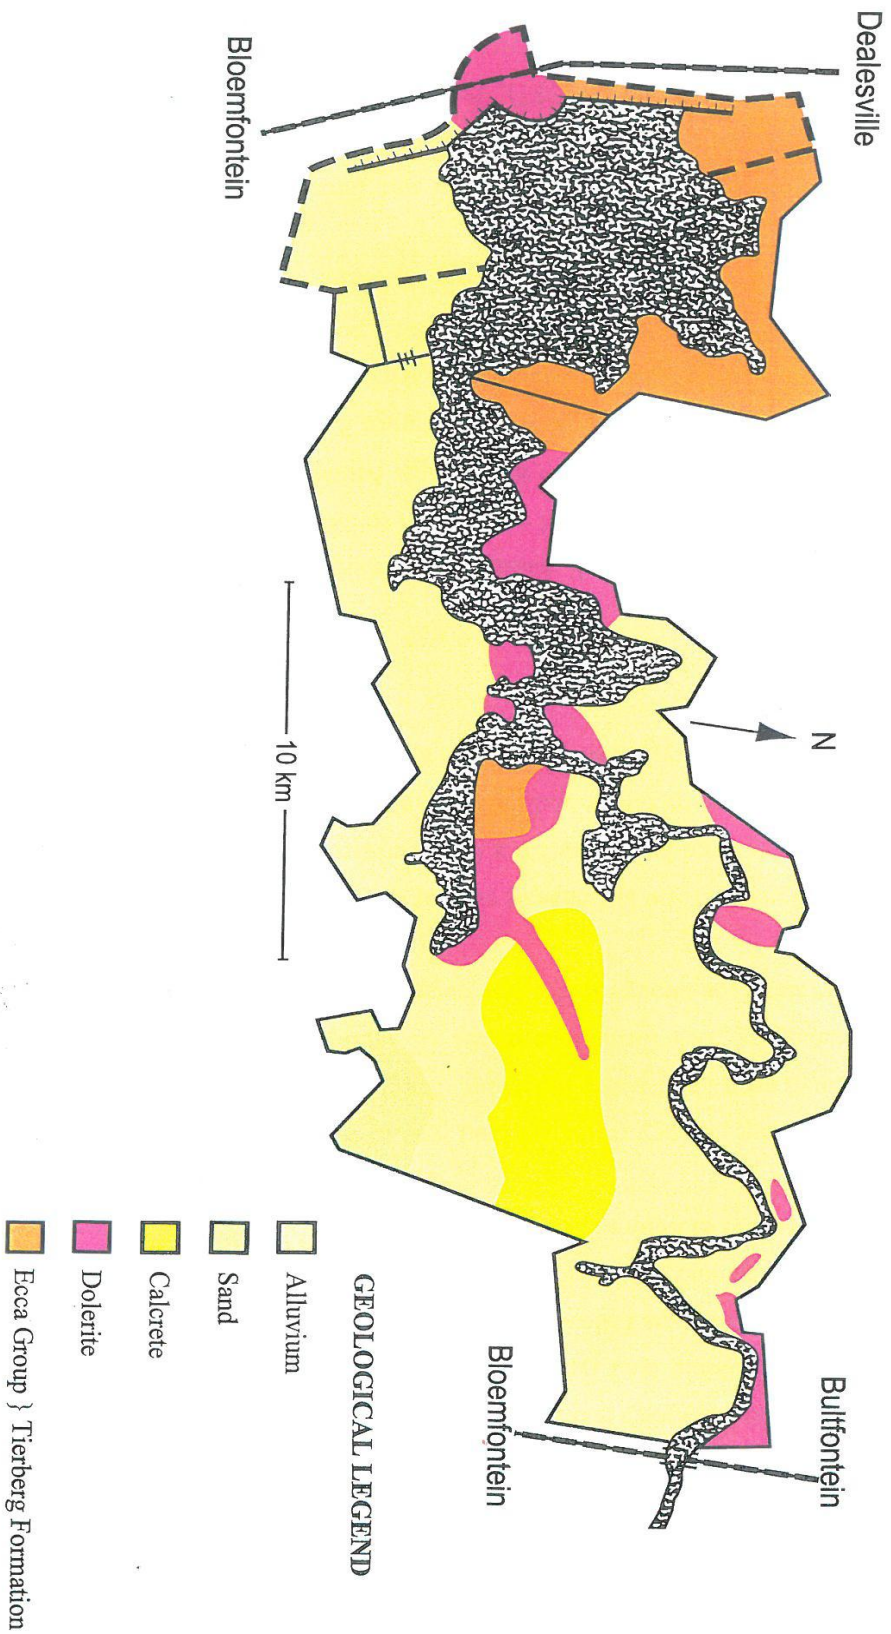 Dealesville
Bloemfontein
N
10 km
Bultfontein
Bloemfontein
GEOLOGICAL LEGEND
Alluvium
Sand
Calcrete
Dolerite
Ecca Group } Tierberg Formation